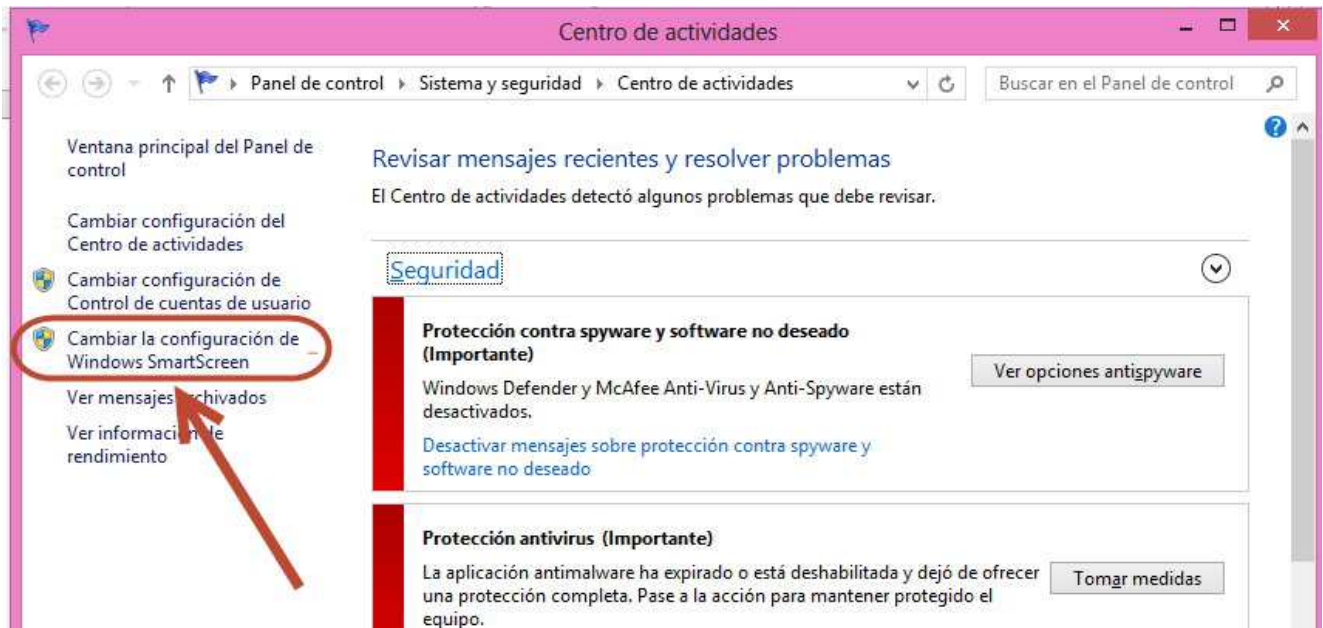 Centro de actividades
Panel de control Sistema y seguridad Centro de actividades
Buscar en el Panel de control
Ventana principal del Panel de
control
Cambiar configuración del
Centro de actividades
Cambiar configuración de
Control de cuentas de usuario
Cambiar la configuración de
Windows SmartScreen
Ver mensajes archivados
Ver información de
rendimiento
Revisar mensajes recientes y resolver problemas
El Centro de actividades detectó algunos problemas que debe revisar.
Seguridad
Protección contra spyware y software no deseado
(Importante)
Windows Defender y McAfee Anti-Virus y Anti-Spyware están
desactivados.
Desactivar mensajes sobre protección contra spyware y
software no deseado
Ver opciones antispyware
Protección antivirus (Importante)
La aplicación antimalware ha expirado o está deshabilitada y dejó de ofrecer
una protección completa. Pase a la acción para mantener protegido el
equipo.
Tomar medidas